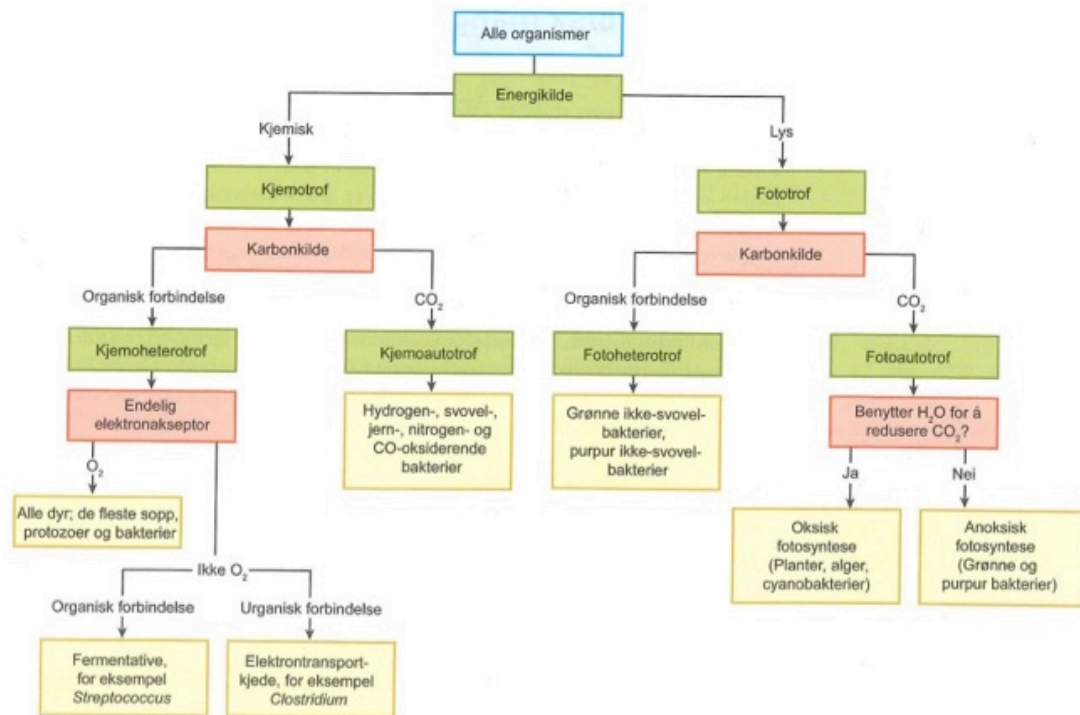 Alle organismer
Energikilde
Kjemisk
Lys
Kjemotrof
Fototrof
Karbonkilde
Karbonkilde
Organisk forbindelse
CO₂
Organisk forbindelse
CO₂
Kjemoheterotrof
Kjemoautotrof
Fotoheterotrof
Fotoautotrof
Endelig
elektronakseptor
Hydrogen-, svovel-,
jern-, nitrogen- og
CO-oksiderende
bakterier
Grønne ikke-svovel-
bakterier,
purpur ikke-svovel-
bakterier
Benytter H₂O for å
redusere CO₂?
O₂
Ja
Nei
Alle dyr; de fleste sopp,
protozoer og bakterier
Oksisk
fotosyntese
(Planter, alger,
cyanobakterier)
Anoksisk
fotosyntese
(Grønne og
purpur bakterier)
Ikke O₂
Organisk forbindelse
Urganisk forbindelse
Fermentative,
for eksempel
Streptococcus
Elektrontransport-
kjede, for eksempel
Clostridium